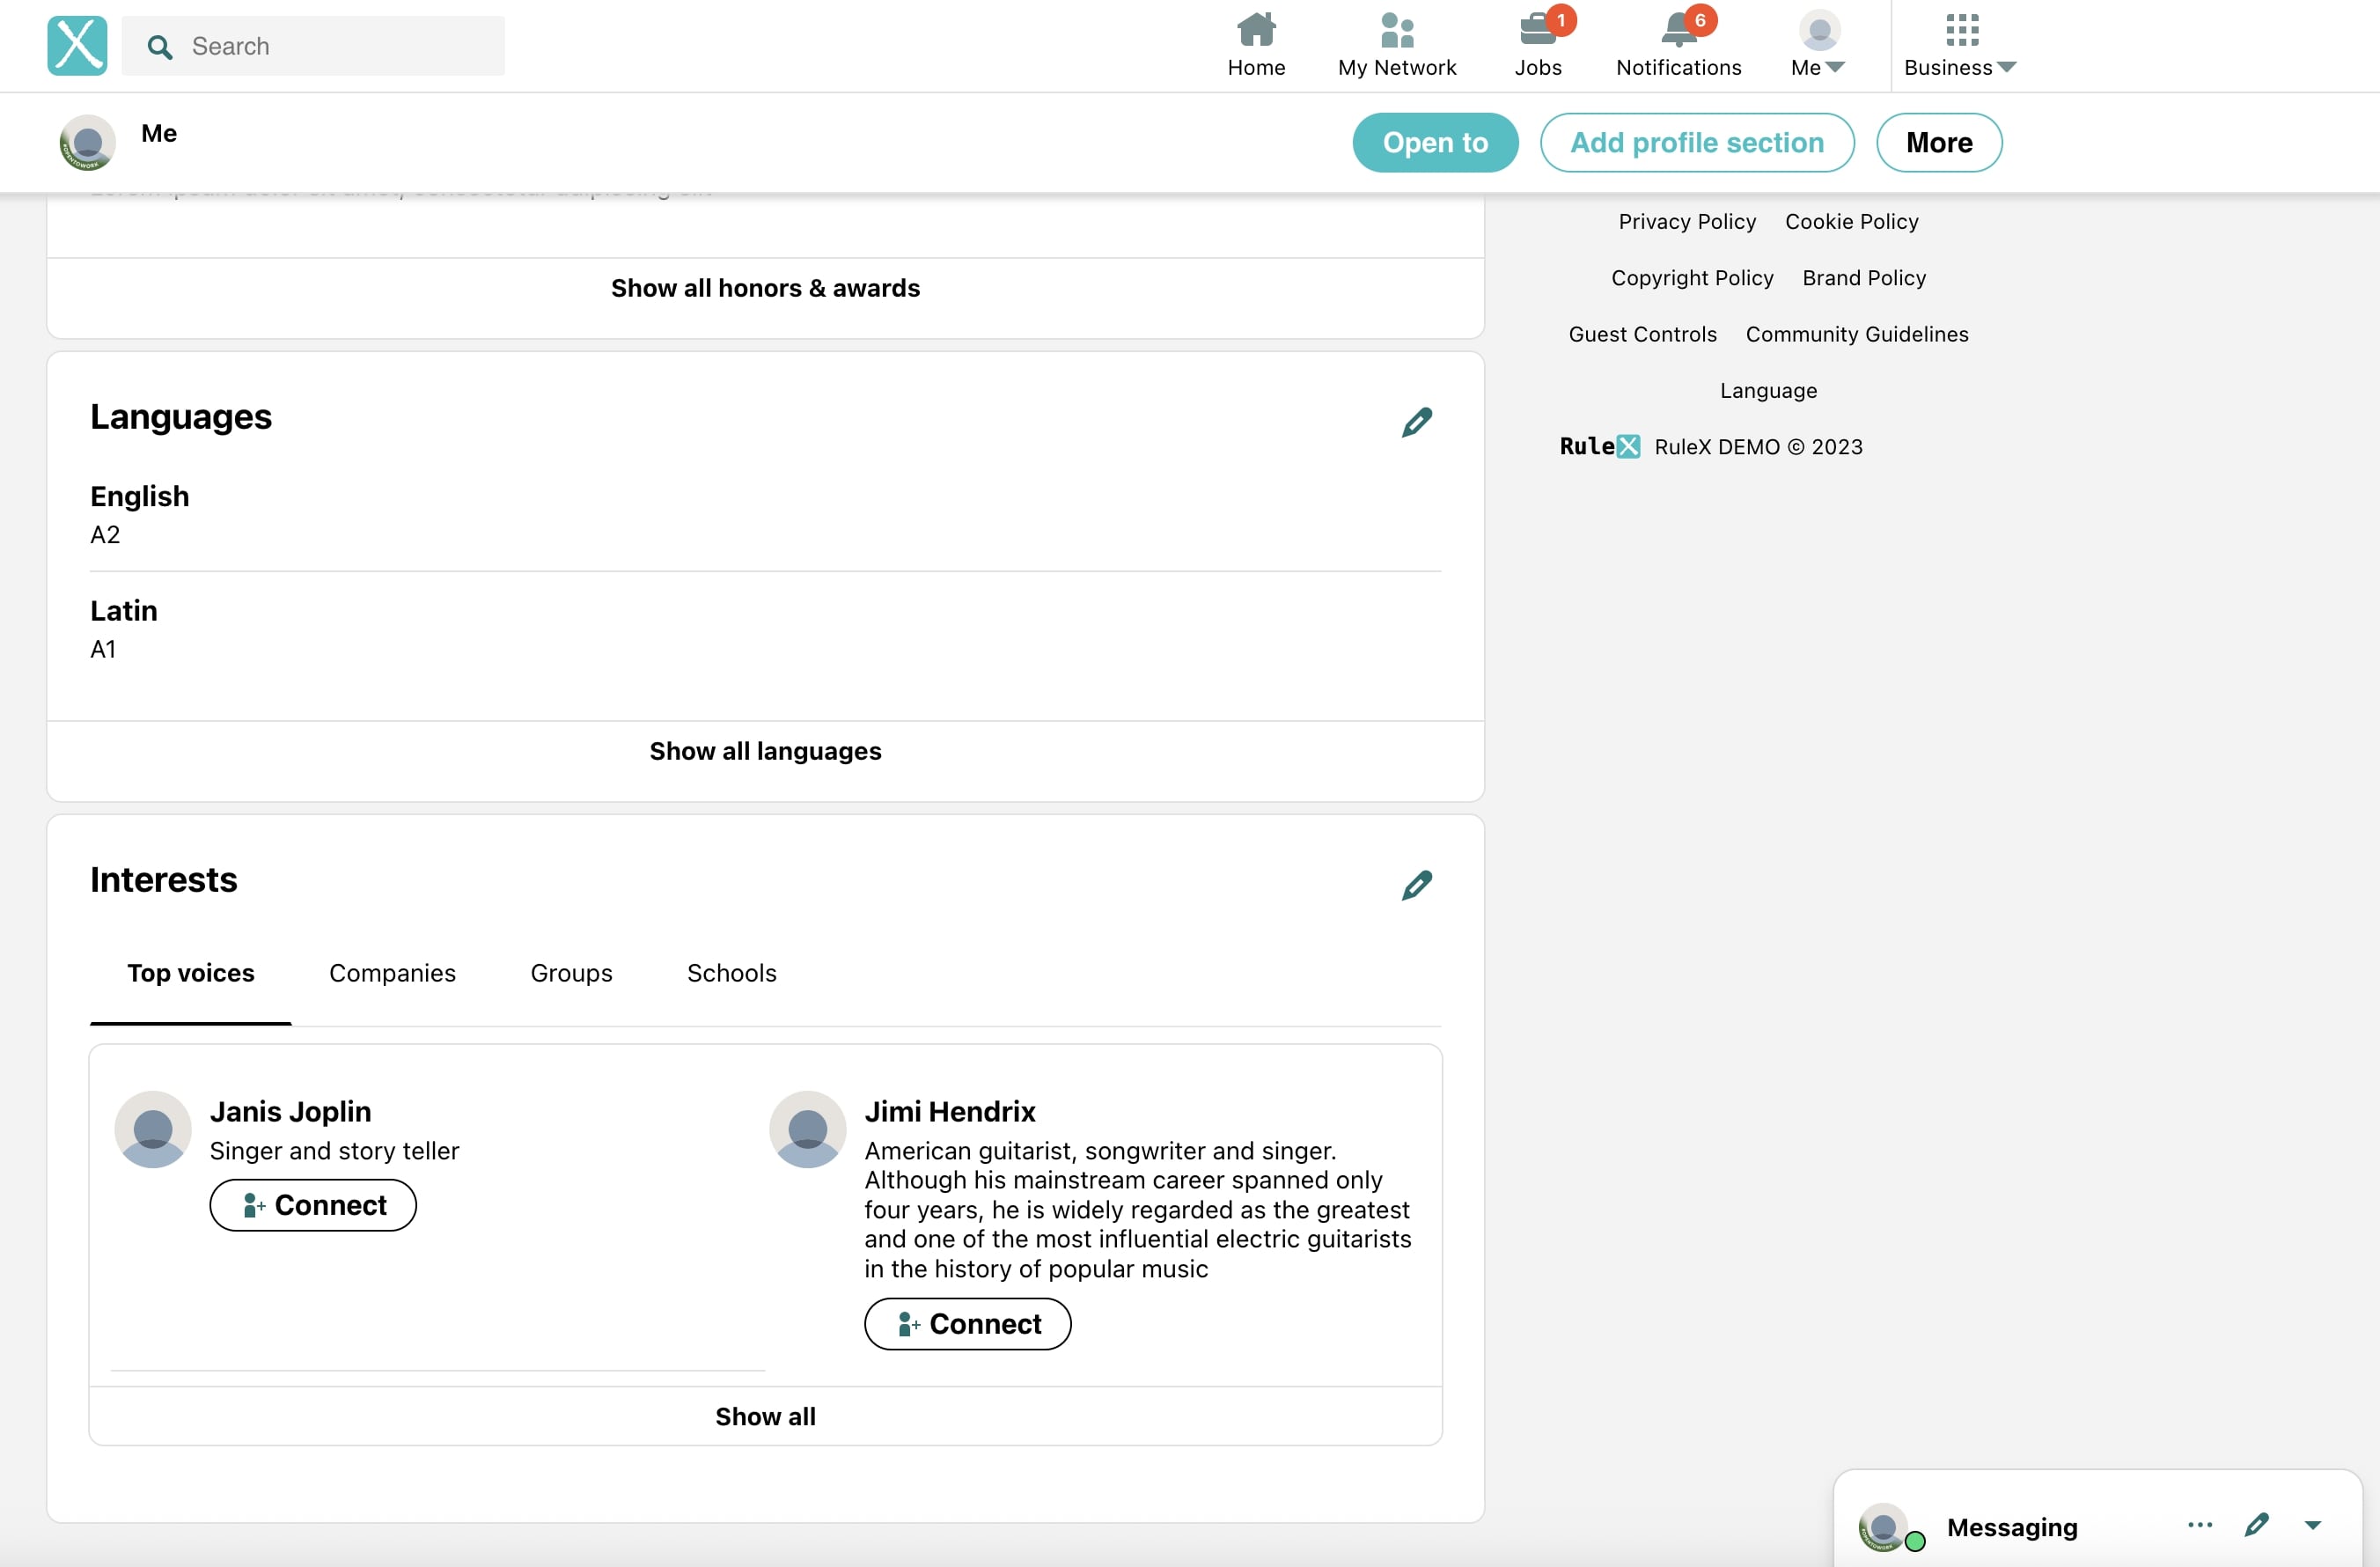 Search
Home
My Network
1
Jobs
6
Notifications
Me
Business
Me
Open to
Add profile section
More
Show all honors & awards
Languages
English
A2
Latin
A1
Show all languages
Interests
Top voices
Companies
Groups
Schools
Janis Joplin
Singer and story teller
Connect
Jimi Hendrix
American guitarist, songwriter and singer.
Although his mainstream career spanned only
four years, he is widely regarded as the greatest
and one of the most influential electric guitarists
in the history of popular music
Connect
Show all
Privacy Policy Cookie Policy
Copyright Policy Brand Policy
Guest Controls Community Guidelines
Language
RuleX RuleX DEMO © 2023
Messaging